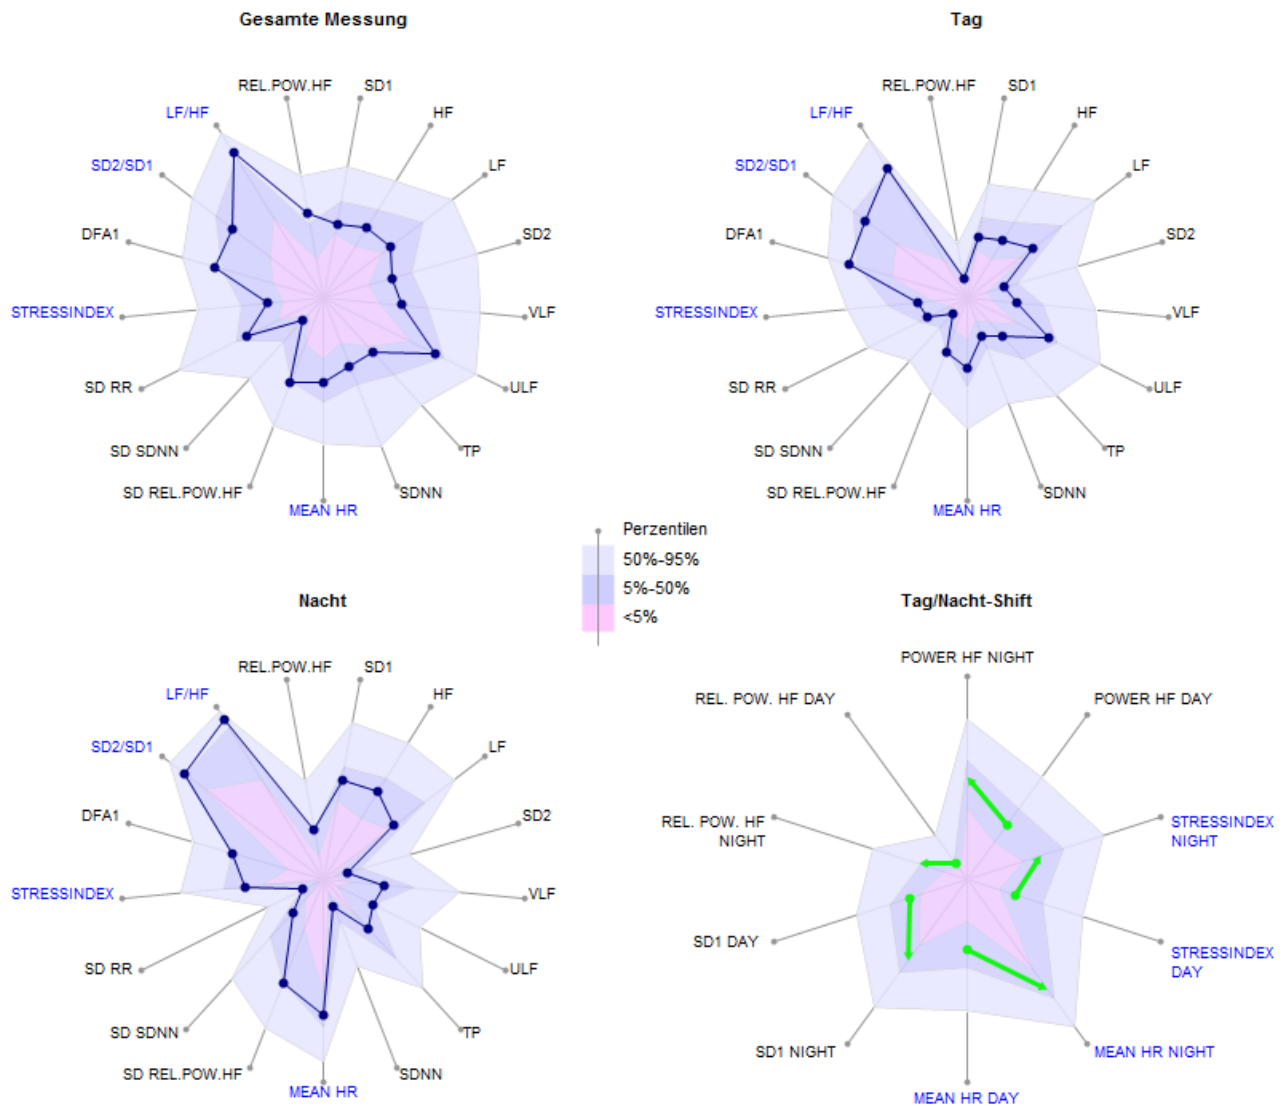 Gesamte Messung
REL.POW.HF
SD1
LF/HF
HF
SD2/SD1
LF
DFA1
SD2
STRESSINDEX
VLF
SD RR
ULF
SD SDNN
TP
SD REL.POW.HF
SDNN
MEAN HR
Tag
REL.POW.HF
SD1
LF/HF
HF
SD2/SD1
LF
DFA1
SD2
STRESSINDEX
VLF
SD RR
ULF
SD SDNN
TP
SD REL.POW.HF
SDNN
MEAN HR
Perzentilen
50%-95%
5%-50%
<5%
Nacht
REL.POW.HF
SD1
LF/HF
HF
SD2/SD1
LF
DFA1
SD2
STRESSINDEX
VLF
SD RR
ULF
SD SDNN
TP
SD REL.POW.HF
SDNN
MEAN HR
Tag/Nacht-Shift
POWER HF NIGHT
REL. POW. HF DAY
POWER HF DAY
REL. POW. HF
NIGHT
STRESSINDEX
NIGHT
SD1 DAY
STRESSINDEX
DAY
SD1 NIGHT
MEAN HR NIGHT
MEAN HR DAY